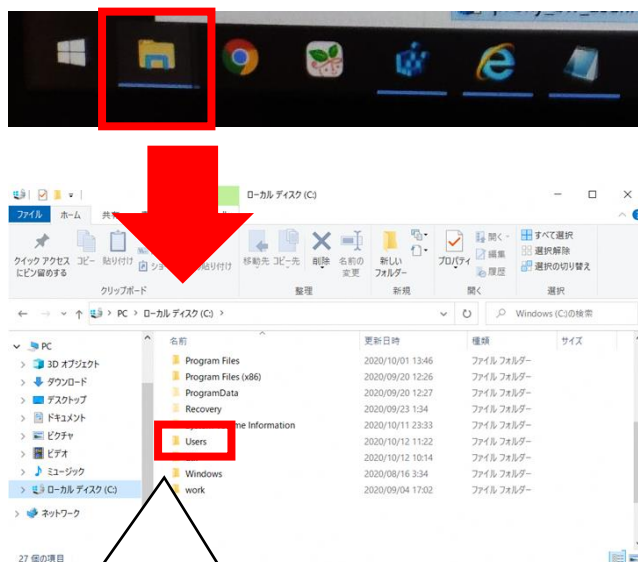 ローカル ディスク (C:)
ファイル ホーム 共有
クイック アクセス
にピン留めする
コピー 貼り付け
貼り付け
クリップボード
移動先 コピー先 削除 名前の
変更
整理
新しい
フォルダー
新規
プロパティ
開く
編集
履歴
開く
すべて選択
選択解除
選択の切り替え
選択
PC > ローカル ディスク (C:) >
Windows (C:)の検索
名前 更新日時 種類 サイズ
PC
3D オブジェクト
ダウンロード
デスクトップ
ドキュメント
ピクチャ
ビデオ
ミュージック
ローカル ディスク (C:)
ネットワーク
Program Files 2020/10/01 13:46 ファイル フォルダー
Program Files (x86) 2020/09/20 12:26 ファイル フォルダー
ProgramData 2020/09/20 12:27 ファイル フォルダー
Recovery 2020/09/23 1:34 ファイル フォルダー
Information 2020/10/11 23:33 ファイル フォルダー
Users 2020/10/12 11:22 ファイル フォルダー
2020/10/12 10:14 ファイル フォルダー
Windows 2020/08/16 3:34 ファイル フォルダー
work 2020/09/04 17:02 ファイル フォルダー
27 個の項目